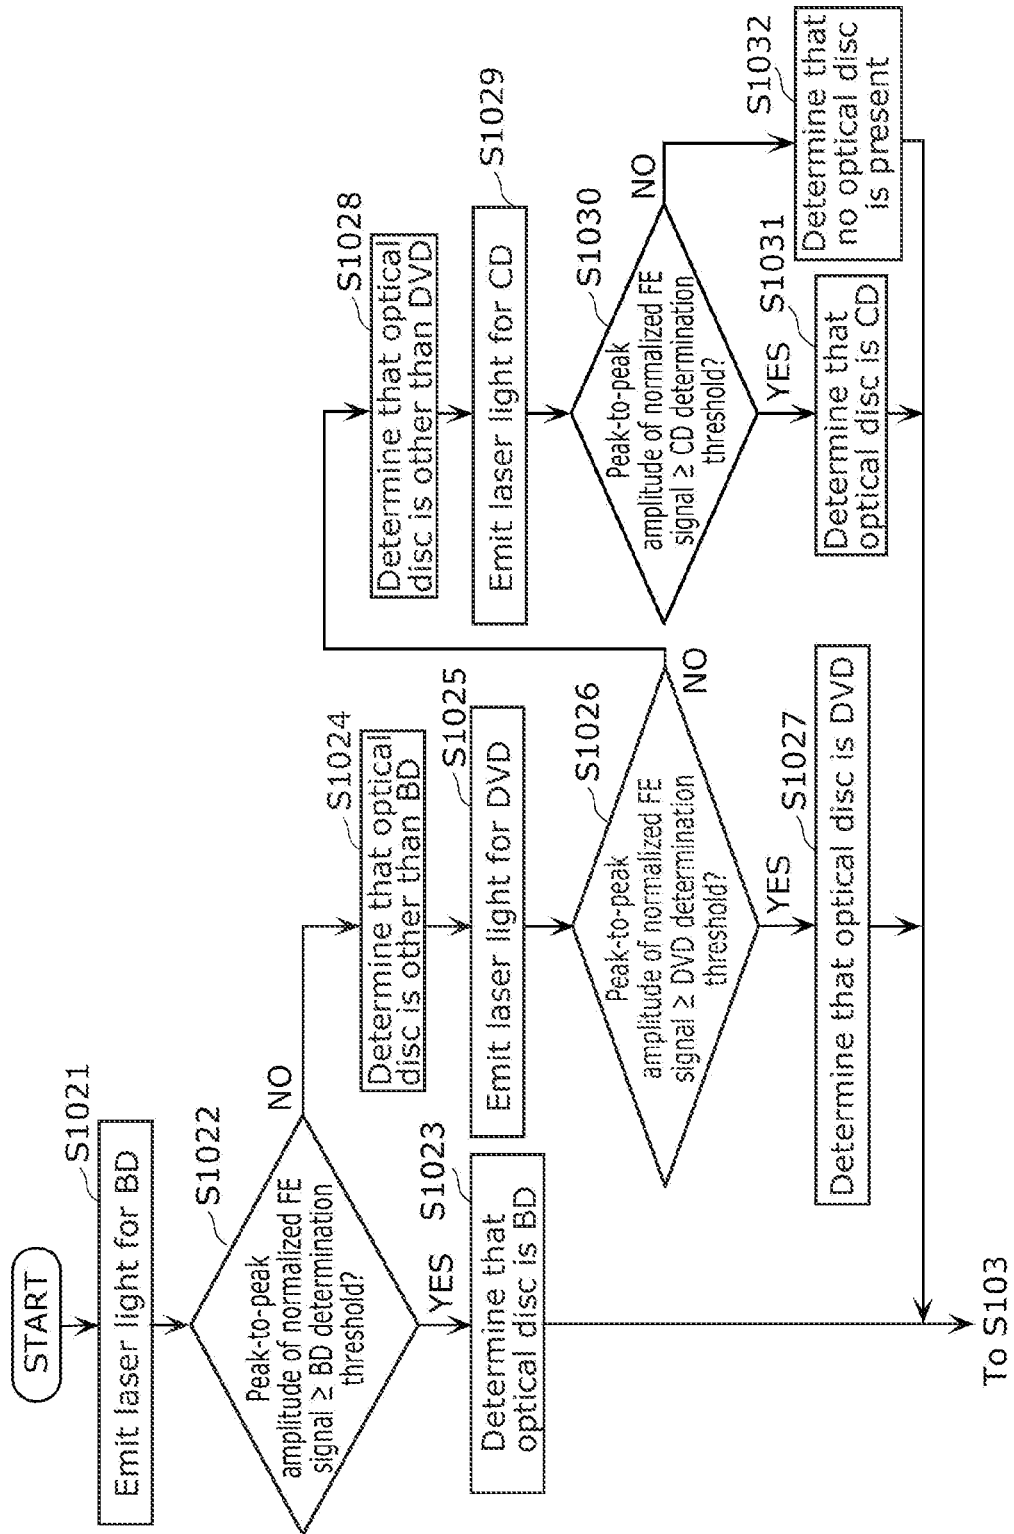 START
S1021
Emit laser light for BD
S1022
Peak-to-peak
amplitude of normalized FE
signal ≥ BD determination
threshold?
NO
YES
S1023
Determine that
optical disc is BD
S1024
Determine that optical
disc is other than BD
S1025
Emit laser light for DVD
S1026
Peak-to-peak
amplitude of normalized FE
signal ≥ DVD determination
threshold?
NO
YES
S1027
Determine that optical disc is DVD
S1028
Determine that optical
disc is other than DVD
S1029
Emit laser light for CD
S1030
Peak-to-peak
amplitude of normalized FE
signal ≥ CD determination
threshold?
NO
YES
S1031
Determine that
optical disc is CD
S1032
Determine that
no optical disc
is present
To S103